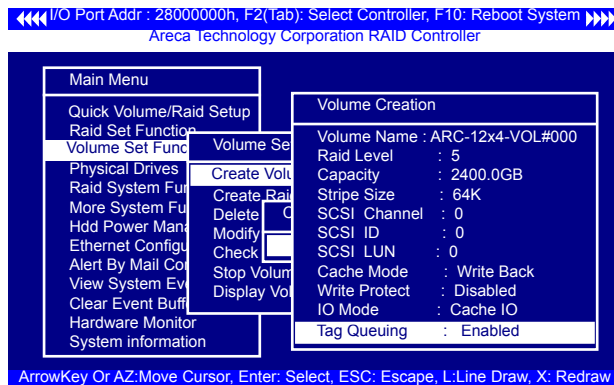 I/O Port Addr : 28000000h, F2(Tab): Select Controller, F10: Reboot System
Areca Technology Corporation RAID Controller
Main Menu
Quick Volume/Raid Setup
Raid Set Function
Volume Set Func
Physical Drives
Raid System Fun
More System Fu
Hdd Power Mana
Ethernet Configu
Alert By Mail Con
View System Eve
Clear Event Buff
Hardware Monitor
System information
Volume Se
Create Volu
Create Raid
Delete
Modify
Check
Stop Volum
Display Vol
C
Volume Creation
Volume Name : ARC-12x4-VOL#000
Raid Level : 5
Capacity : 2400.0GB
Stripe Size : 64K
SCSI Channel : 0
SCSI ID : 0
SCSI LUN : 0
Cache Mode : Write Back
Write Protect : Disabled
IO Mode : Cache IO
Tag Queuing : Enabled
ArrowKey Or AZ:Move Cursor, Enter: Select, ESC: Escape, L:Line Draw, X: Redraw